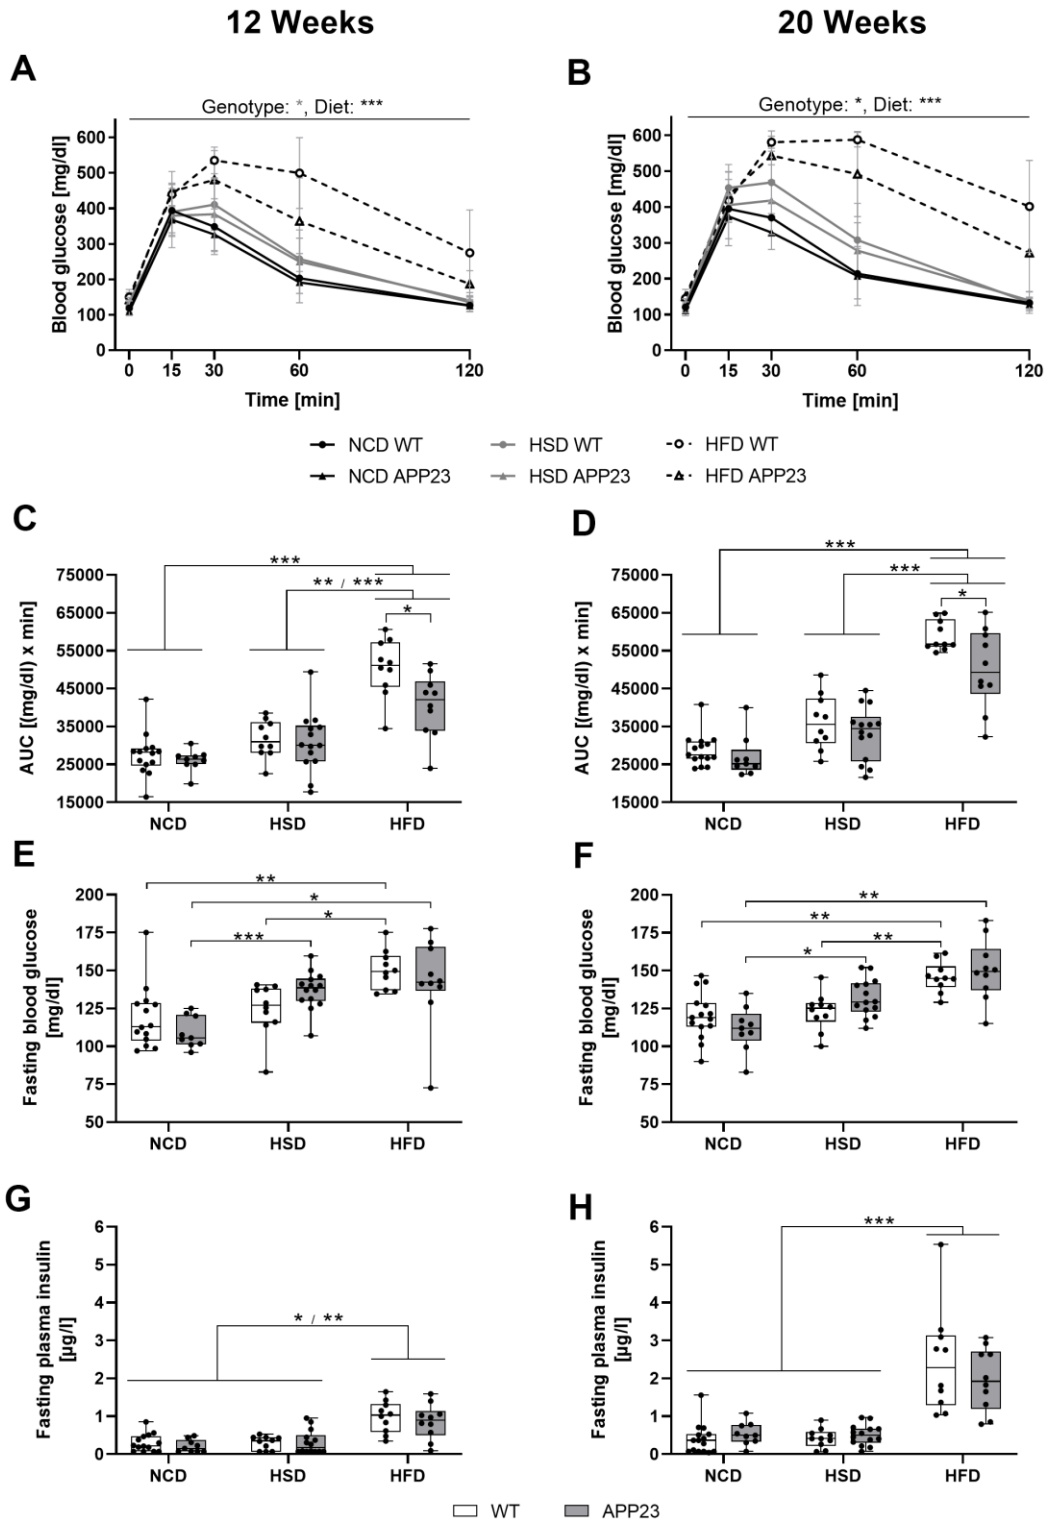 12 Weeks
20 Weeks
A
B
Genotype: *, Diet: ***
Genotype: *, Diet: ***
Blood glucose [mg/dl]
600
500
400
300
200
100
0
0 15 30 60 120
Time [min]
Blood glucose [mg/dl]
600
500
400
300
200
100
0
0 15 30 60 120
Time [min]
NCD WT
HSD WT
HFD WT
NCD APP23
HSD APP23
HFD APP23
C
D
AUC [(mg/dl) x min]
75000
65000
55000
45000
35000
25000
15000
***
** / ***
*
NCD HSD HFD
AUC [(mg/dl) x min]
75000
65000
55000
45000
35000
25000
15000
***
***
*
NCD HSD HFD
E
F
Fasting blood glucose
[mg/dl]
200
175
150
125
100
75
50
**
*
*
***
NCD HSD HFD
Fasting blood glucose
[mg/dl]
200
175
150
125
100
75
50
**
**
**
*
NCD HSD HFD
G
H
Fasting plasma insulin
[µg/l]
6
5
4
3
2
1
0
* / **
NCD HSD HFD
Fasting plasma insulin
[µg/l]
6
5
4
3
2
1
0
***
NCD HSD HFD
WT
APP23